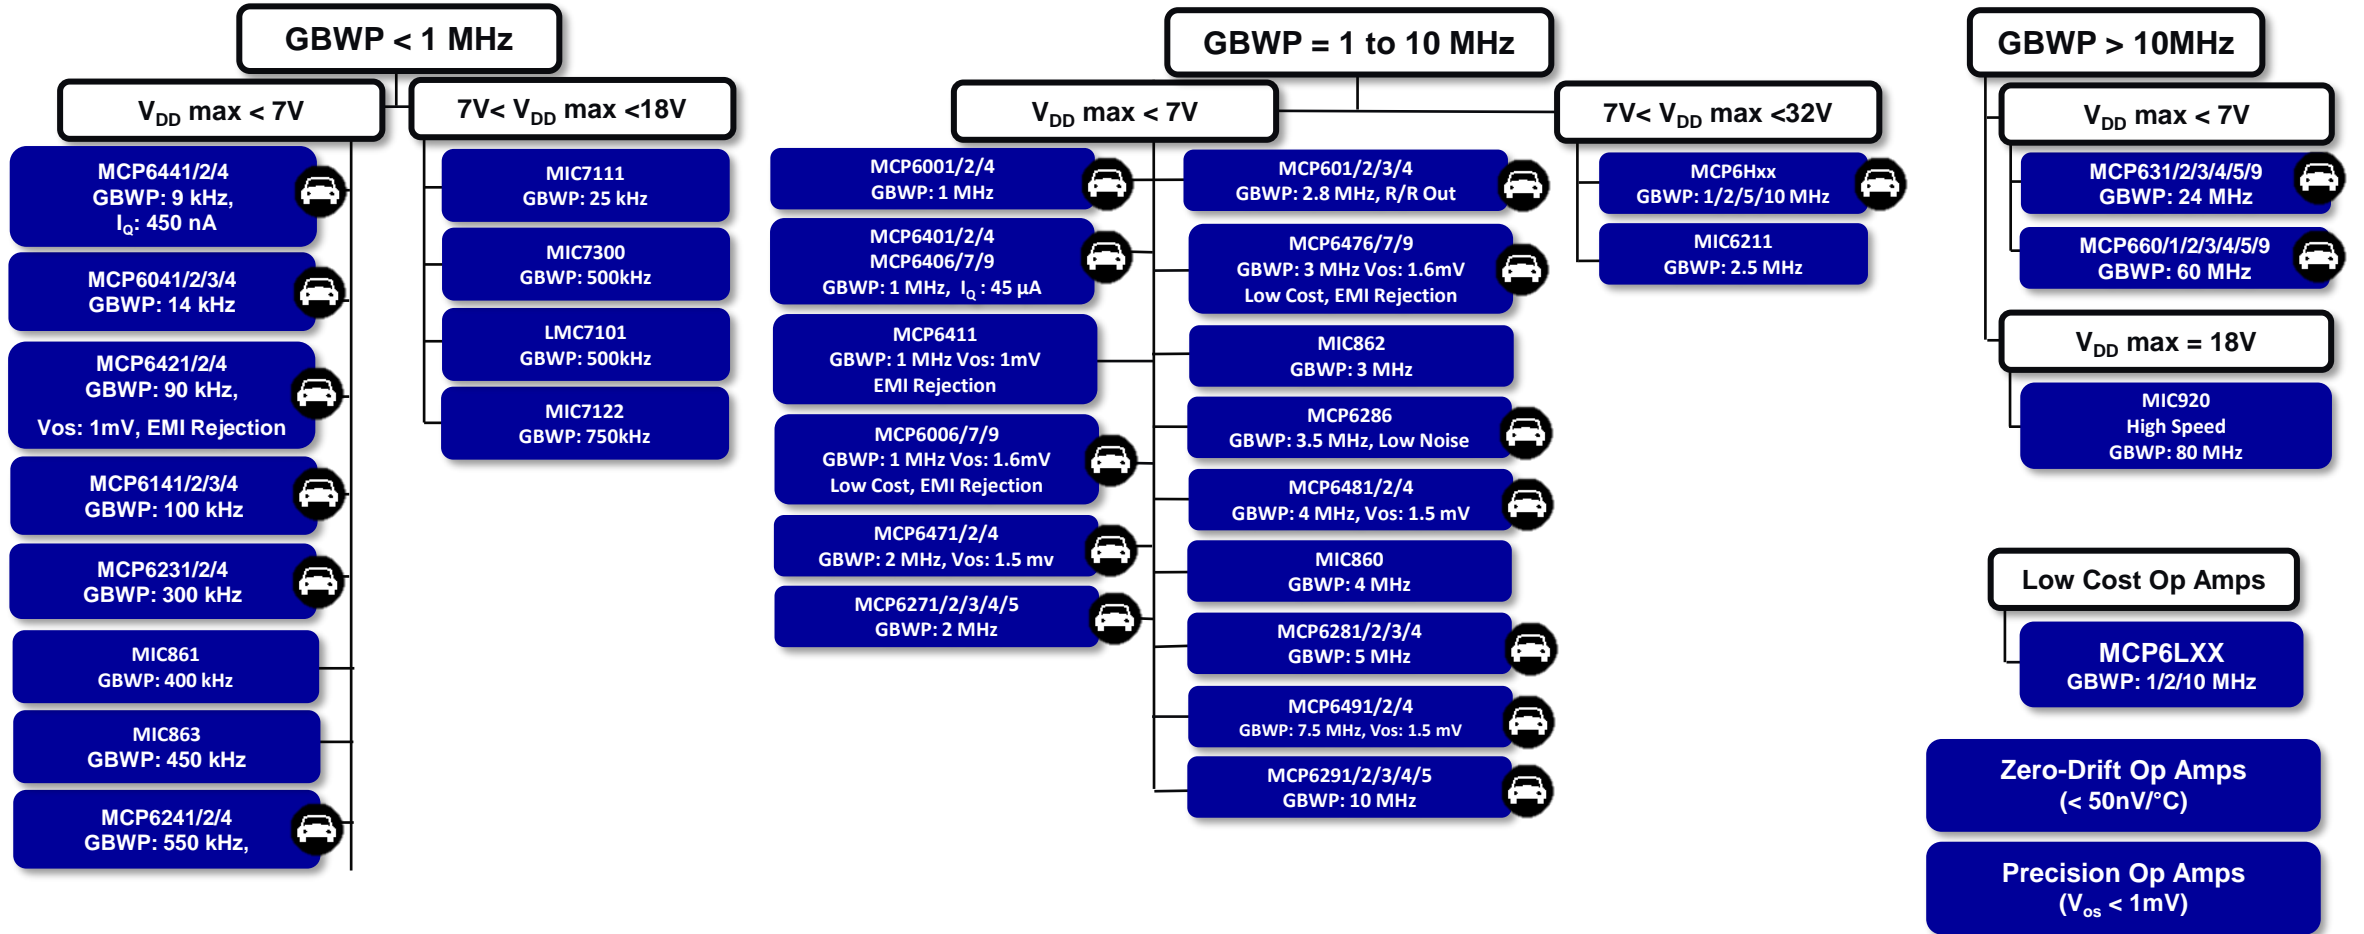 GBWP < 1 MHz
V_DD max < 7V
MCP6441/2/4
GBWP: 9 kHz,
I_Q: 450 nA
MCP6041/2/3/4
GBWP: 14 kHz
MCP6421/2/4
GBWP: 90 kHz,
Vos: 1mV, EMI Rejection
MCP6141/2/3/4
GBWP: 100 kHz
MCP6231/2/4
GBWP: 300 kHz
MIC861
GBWP: 400 kHz
MIC863
GBWP: 450 kHz
MCP6241/2/4
GBWP: 550 kHz,
7V< V_DD max <18V
MIC7111
GBWP: 25 kHz
MIC7300
GBWP: 500kHz
LMC7101
GBWP: 500kHz
MIC7122
GBWP: 750kHz
GBWP = 1 to 10 MHz
V_DD max < 7V
MCP6001/2/4
GBWP: 1 MHz
MCP6401/2/4
MCP6406/7/9
GBWP: 1 MHz, I_Q : 45 µA
MCP6411
GBWP: 1 MHz Vos: 1mV
EMI Rejection
MCP6006/7/9
GBWP: 1 MHz Vos: 1.6mV
Low Cost, EMI Rejection
MCP6471/2/4
GBWP: 2 MHz, Vos: 1.5 mv
MCP6271/2/3/4/5
GBWP: 2 MHz
MCP601/2/3/4
GBWP: 2.8 MHz, R/R Out
MCP6476/7/9
GBWP: 3 MHz Vos: 1.6mV
Low Cost, EMI Rejection
MIC862
GBWP: 3 MHz
MCP6286
GBWP: 3.5 MHz, Low Noise
MCP6481/2/4
GBWP: 4 MHz, Vos: 1.5 mV
MIC860
GBWP: 4 MHz
MCP6281/2/3/4
GBWP: 5 MHz
MCP6491/2/4
GBWP: 7.5 MHz, Vos: 1.5 mV
MCP6291/2/3/4/5
GBWP: 10 MHz
7V< V_DD max <32V
MCP6Hxx
GBWP: 1/2/5/10 MHz
MIC6211
GBWP: 2.5 MHz
GBWP > 10MHz
V_DD max < 7V
MCP631/2/3/4/5/9
GBWP: 24 MHz
MCP660/1/2/3/4/5/9
GBWP: 60 MHz
V_DD max = 18V
MIC920
High Speed
GBWP: 80 MHz
Low Cost Op Amps
MCP6LXX
GBWP: 1/2/10 MHz
Zero-Drift Op Amps
(< 50nV/°C)
Precision Op Amps
(V_os < 1mV)